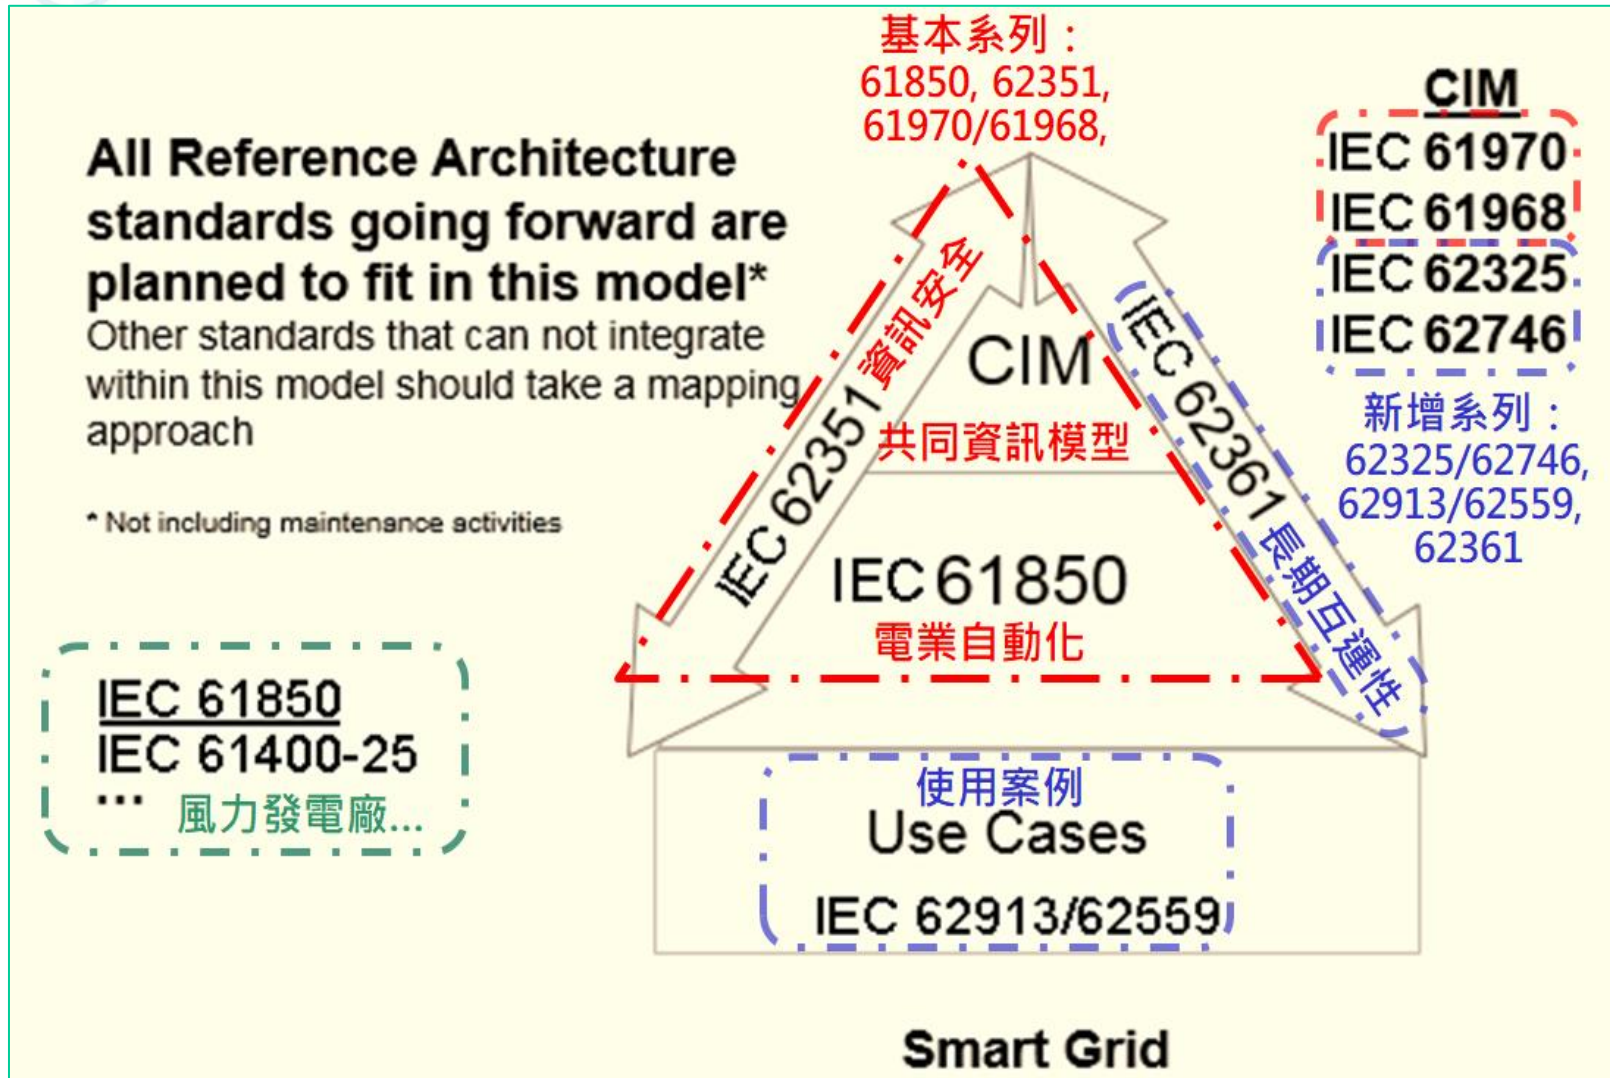 基本系列：
61850, 62351,
61970/61968,
All Reference Architecture
standards going forward are
planned to fit in this model*
Other standards that can not integrate
within this model should take a mapping
approach
* Not including maintenance activities
CIM
IEC 61970
IEC 61968
IEC 62325
IEC 62746
新增系列：
62325/62746,
62913/62559,
62361
IEC 62351 資訊安全
CIM
共同資訊模型
IEC 62361 長期互運性
IEC 61850
電業自動化
IEC 61850
IEC 61400-25
... 風力發電廠...
使用案例
Use Cases
IEC 62913/62559
Smart Grid